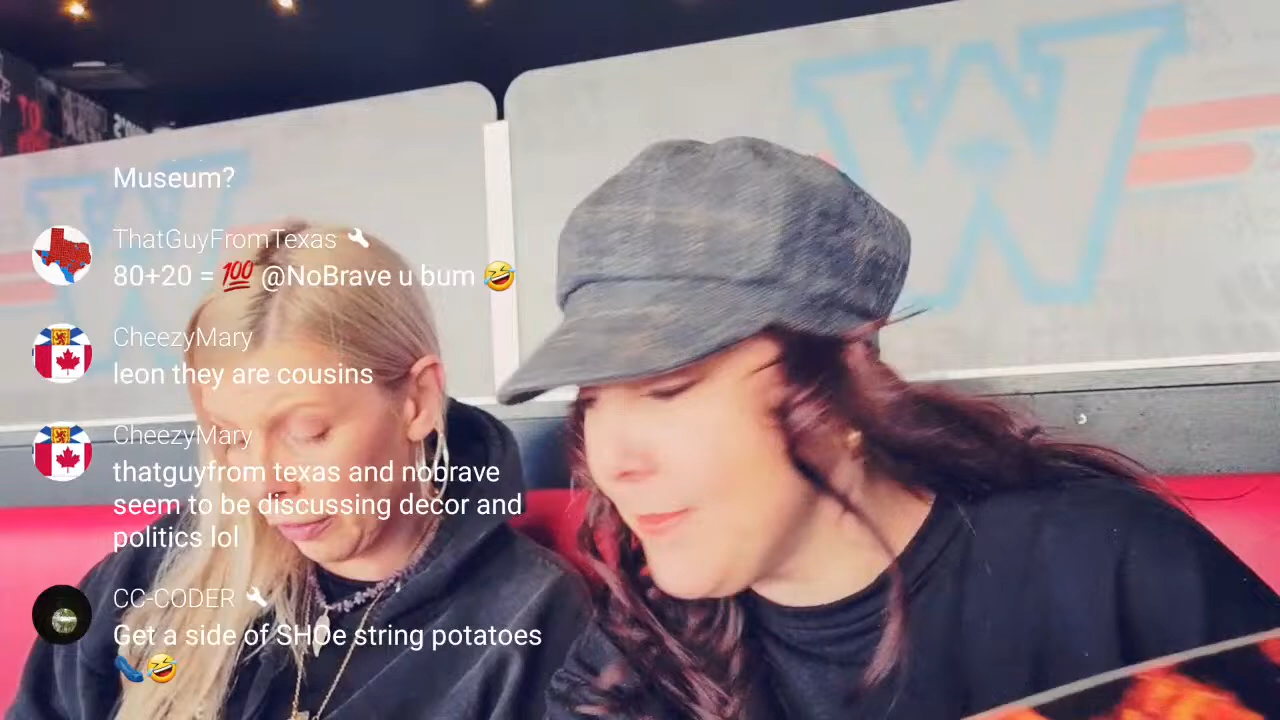 Museum?
ThatGuyFromTexas
80+20 = 💯 @NoBrave u bum 🤣
CheezyMary
leon they are cousins
CheezyMary
thatguyfrom texas and nobrave
seem to be discussing decor and
politics lol
CC-CODER
Get a side of SHOe string potatoes
👠🤣
W
W